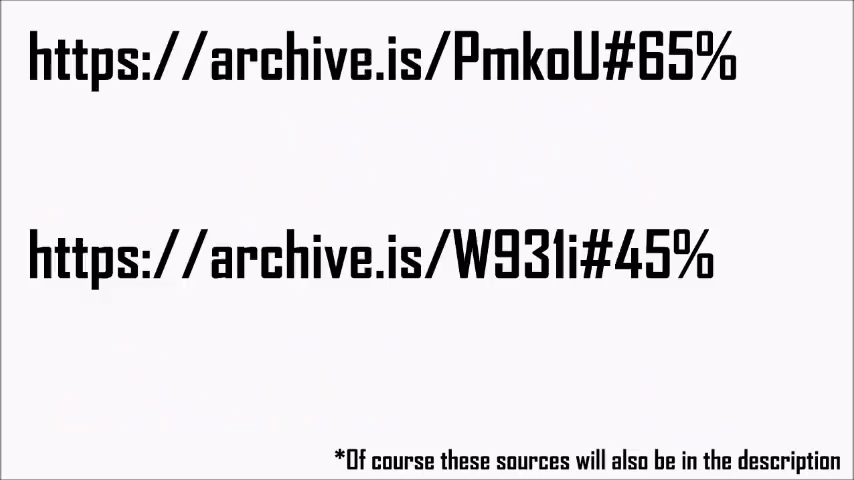 https://archive.is/PmkoU#65%
https://archive.is/W931i#45%
*Of course these sources will also be in the description